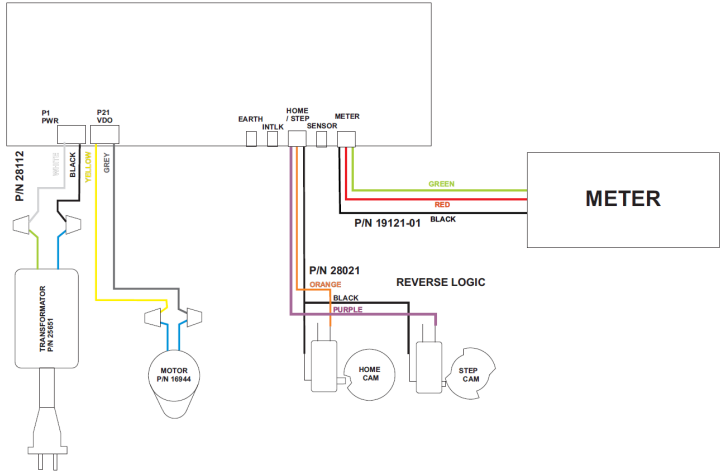 P1
PWR
P21
VDO
EARTH
INTLK
HOME
/ STEP
SENSOR
METER
P/N 28112
WHITE
BLACK
YELLOW
GREY
GREEN
RED
BLACK
P/N 19121-01
METER
P/N 28021
ORANGE
REVERSE LOGIC
BLACK
PURPLE
TRANSFORMATOR
P/N 25651
MOTOR
P/N 16944
HOME
CAM
STEP
CAM